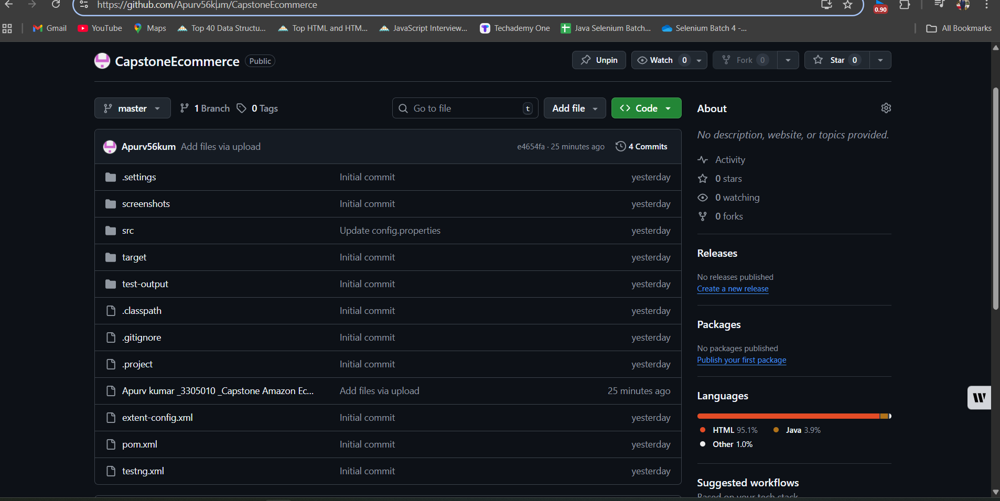 https://github.com/Apurv56kum/CapstoneEcommerce
0.90
Gmail YouTube Maps Top 40 Data Structu... Top HTML and HTM... JavaScript Interview... Techademy One Java Selenium Batch... Selenium Batch 4 -... All Bookmarks
CapstoneEcommerce Public Unpin Watch 0 Fork 0 Star 0
master 1 Branch 0 Tags Go to file t Add file Code
Apurv56kum Add files via upload e4654fa · 25 minutes ago 4 Commits
.settings Initial commit yesterday
screenshots Initial commit yesterday
src Update config.properties yesterday
target Initial commit yesterday
test-output Initial commit yesterday
.classpath Initial commit yesterday
.gitignore Initial commit yesterday
.project Initial commit yesterday
Apurv kumar _3305010 _Capstone Amazon Ec... Add files via upload 25 minutes ago
extent-config.xml Initial commit yesterday
pom.xml Initial commit yesterday
testng.xml Initial commit yesterday
About
No description, website, or topics provided.
Activity
0 stars
0 watching
0 forks
Releases
No releases published
Create a new release
Packages
No packages published
Publish your first package
Languages
HTML 95.1% Java 3.9%
Other 1.0%
Suggested workflows
Based on your tech stack
W